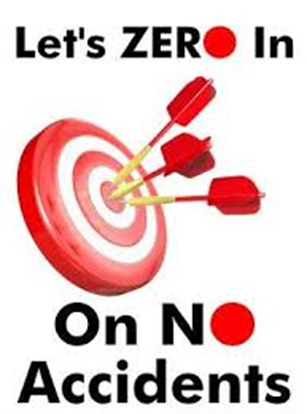 Let's ZERO In
On NO
Accidents